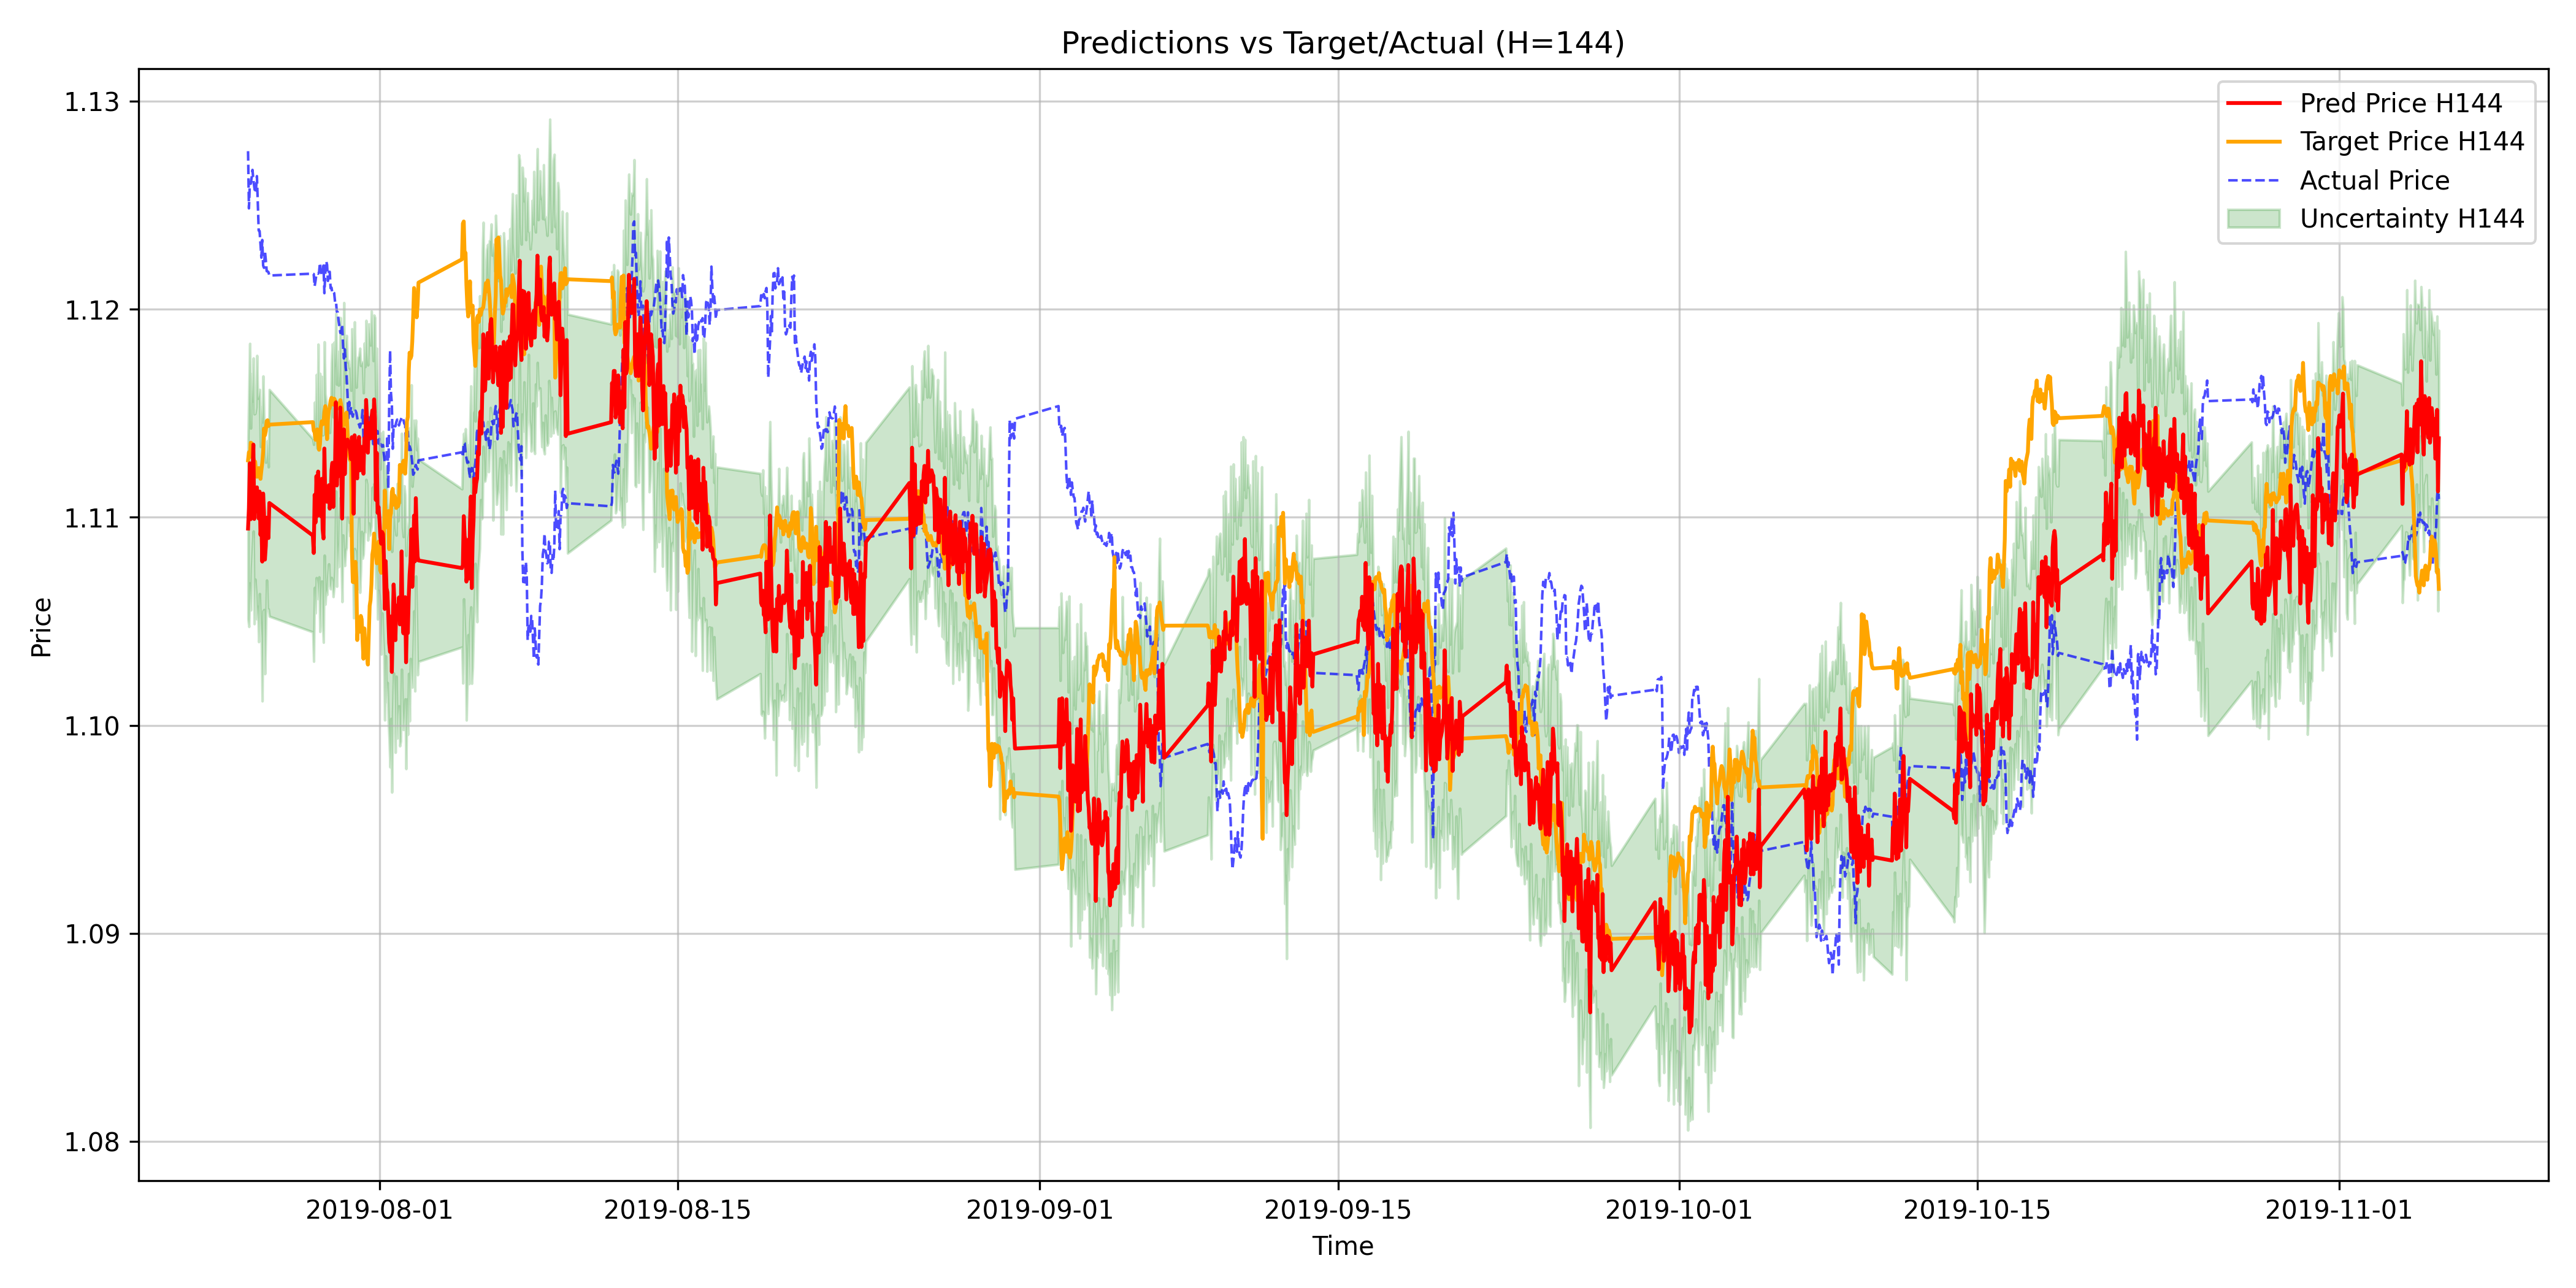 Predictions vs Target/Actual (H=144)
Pred Price H144
Target Price H144
Actual Price
Uncertainty H144
Price
1.13
1.12
1.11
1.10
1.09
1.08
2019-08-01
2019-08-15
2019-09-01
2019-09-15
2019-10-01
2019-10-15
2019-11-01
Time